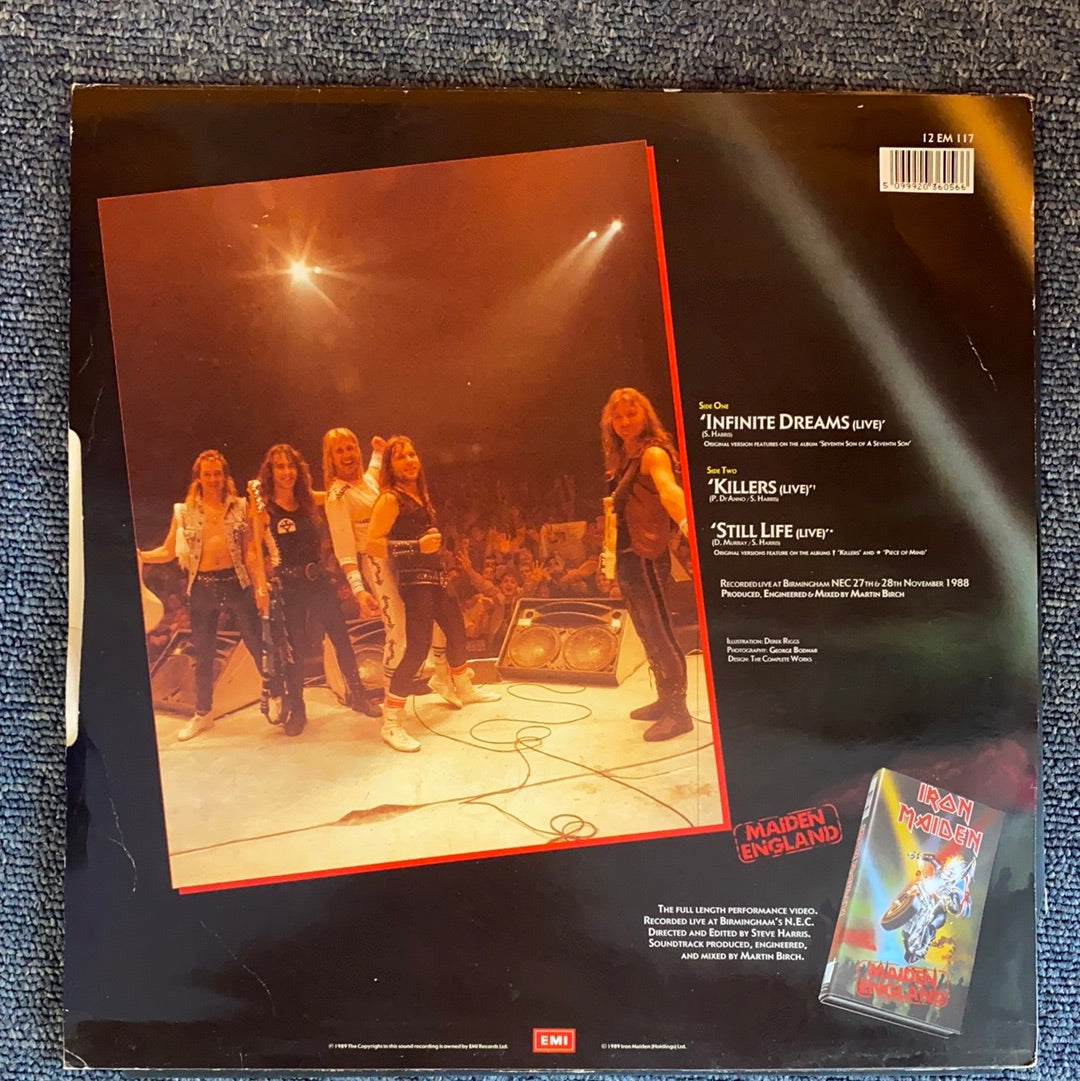 12 EM 117
5 099920 360566
SIDE ONE
'INFINITE DREAMS (LIVE)'
(S. HARRIS)
ORIGINAL VERSION FEATURES ON THE ALBUM 'SEVENTH SON OF A SEVENTH SON'
SIDE TWO
'KILLERS (LIVE)'†
(P. DI'ANNO / S. HARRIS)
'STILL LIFE (LIVE)'*
(D. MURRAY / S. HARRIS)
ORIGINAL VERSIONS FEATURE ON THE ALBUMS † 'KILLERS' AND * 'PIECE OF MIND'
RECORDED LIVE AT BIRMINGHAM NEC 27TH & 28TH NOVEMBER 1988
PRODUCED, ENGINEERED & MIXED BY MARTIN BIRCH
ILLUSTRATION: DEREK RIGGS
PHOTOGRAPHY: GEORGE BODNAR
DESIGN: THE COMPLETE WORKS
IRON
MAIDEN
MAIDEN
ENGLAND
THE FULL LENGTH PERFORMANCE VIDEO.
RECORDED LIVE AT BIRMINGHAM'S N.E.C.
DIRECTED AND EDITED BY STEVE HARRIS.
SOUNDTRACK PRODUCED, ENGINEERED,
AND MIXED BY MARTIN BIRCH.
MAIDEN
ENGLAND
℗ 1989 The Copyright in this sound recording is owned by EMI Records Ltd.
EMI
© 1989 Iron Maiden (Holdings) Ltd.